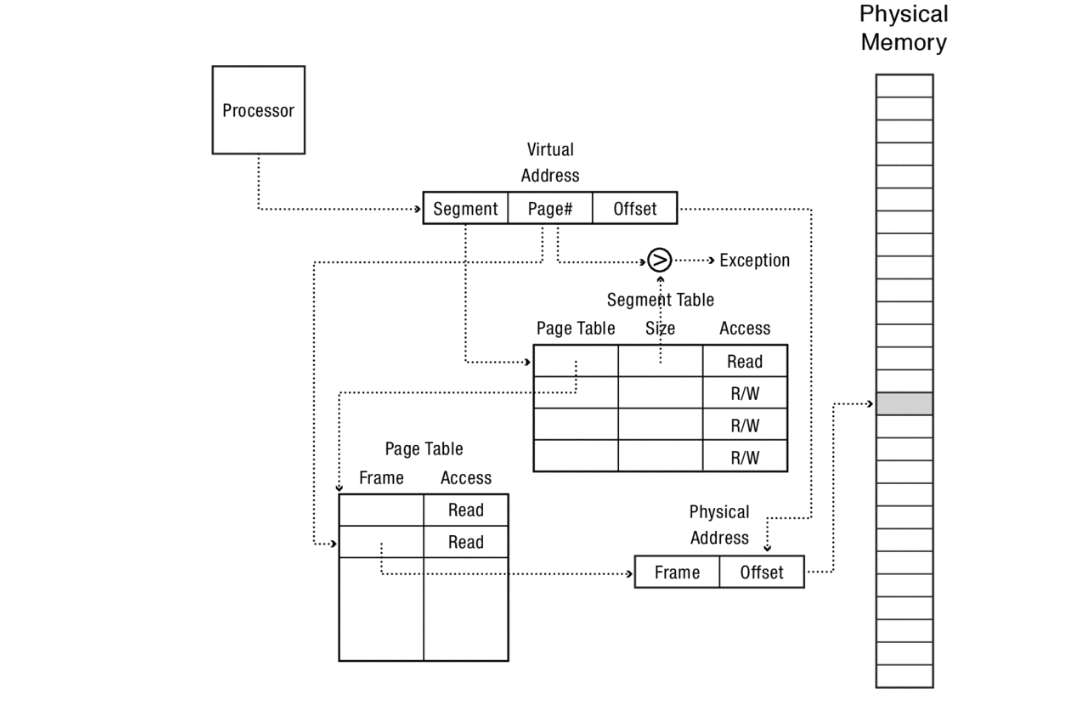 Physical
Memory
Processor
Virtual
Address
Segment Page# Offset
> Exception
Segment Table
Page Table Size Access
Read
R/W
R/W
R/W
Page Table
Frame Access
Read
Read
Physical
Address
Frame Offset